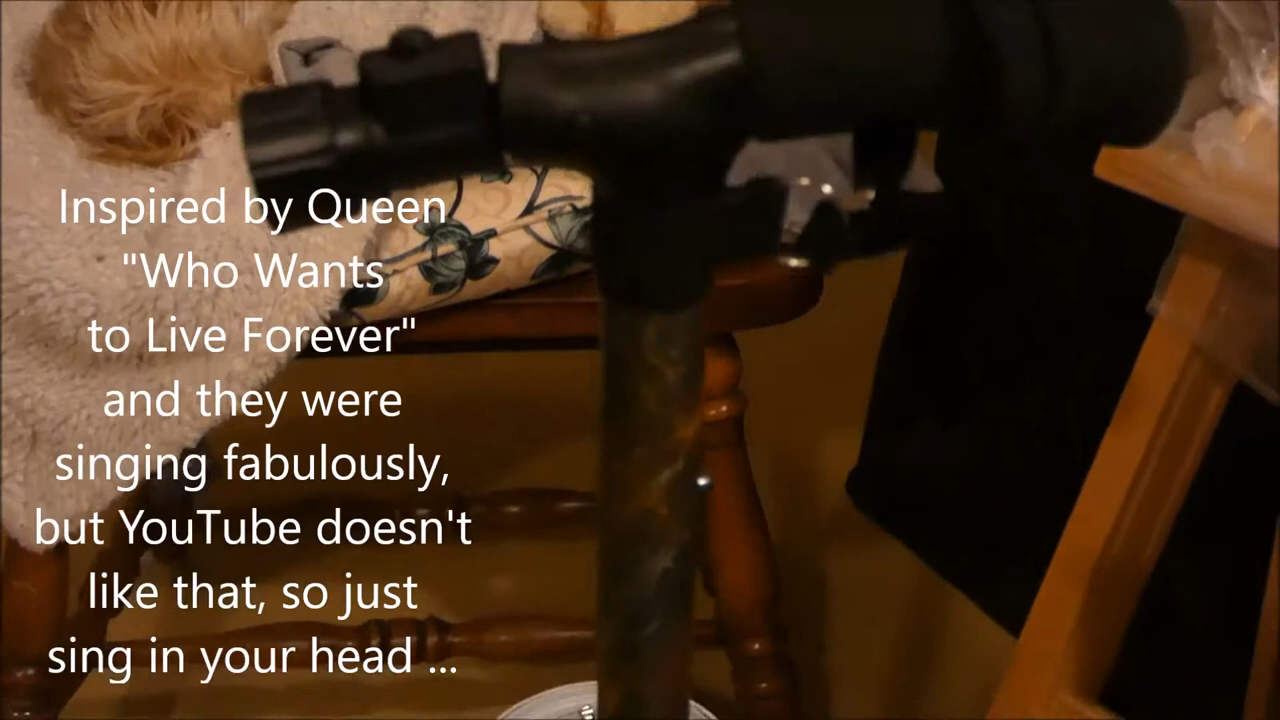 Inspired by Queen
"Who Wants
to Live Forever"
and they were
singing fabulously,
but YouTube doesn't
like that, so just
sing in your head ...